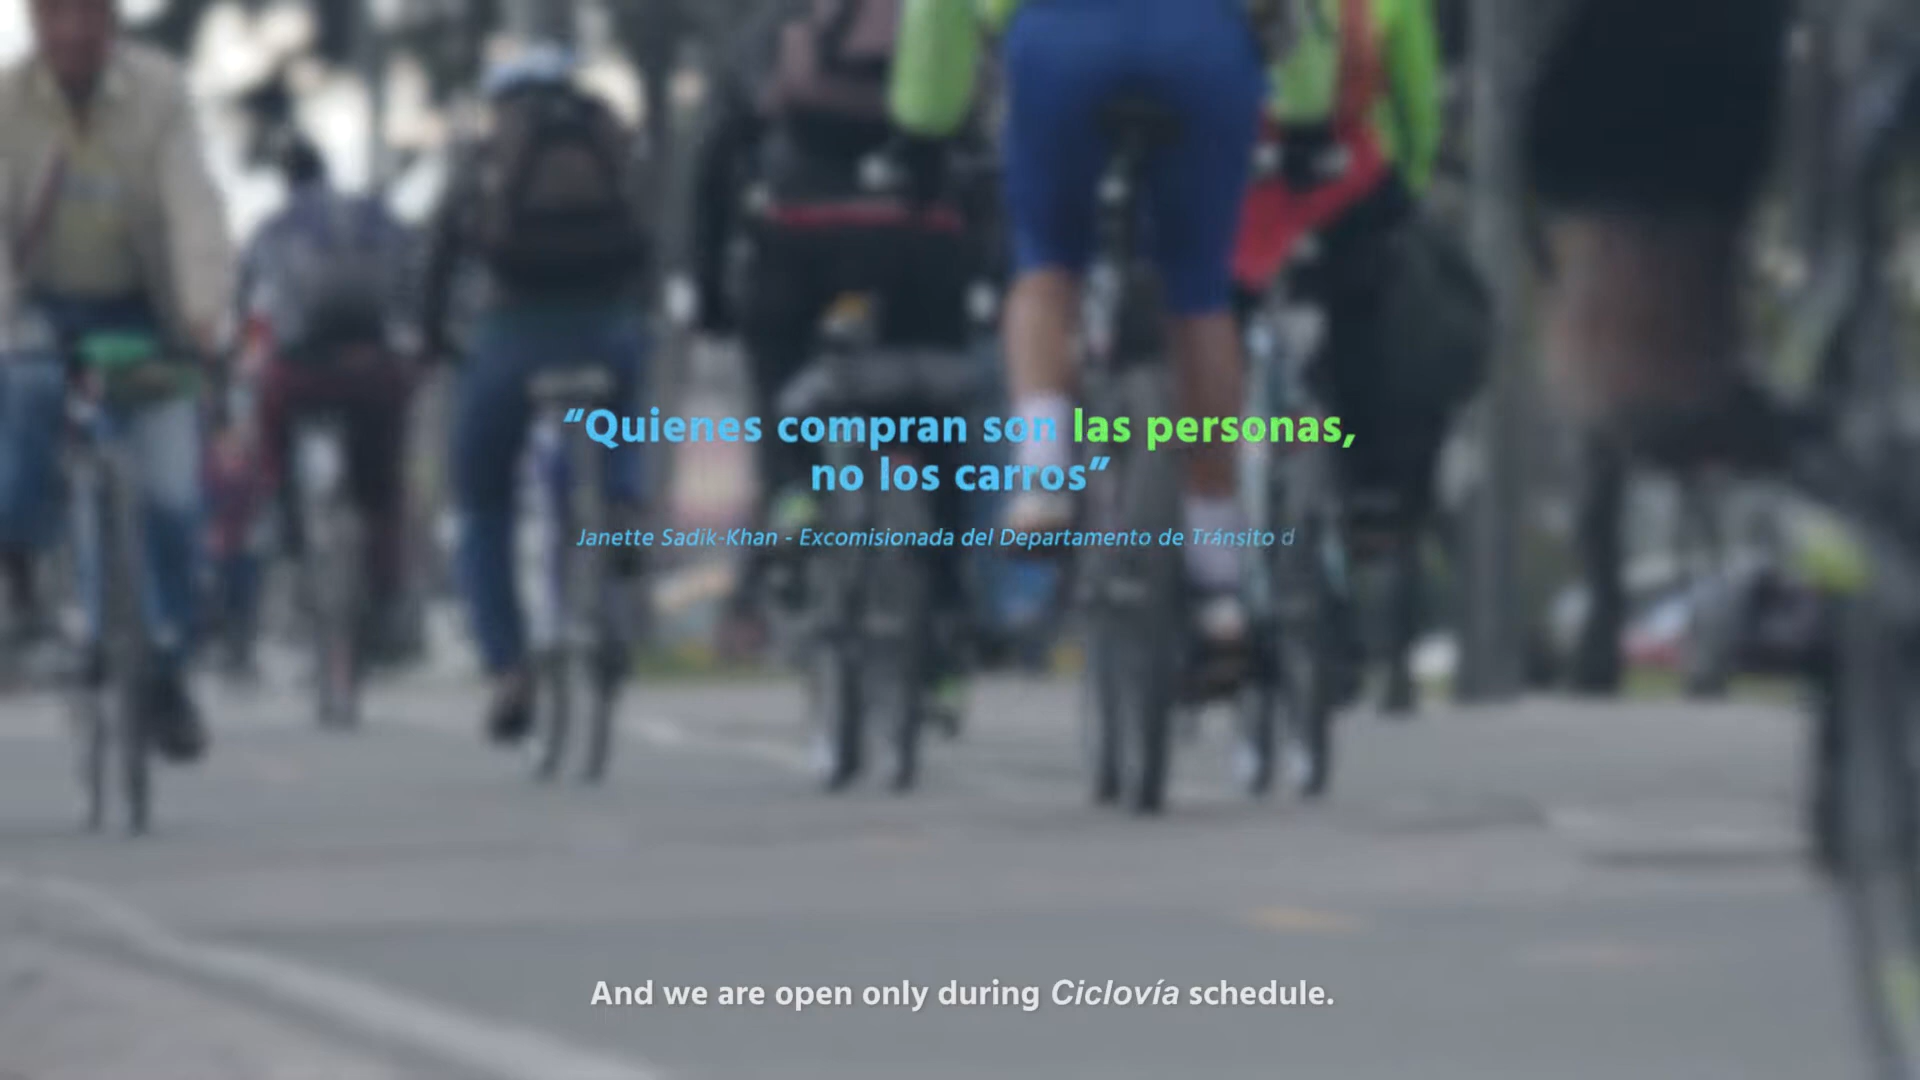 “Quienes compran son las personas,
no los carros”
Janette Sadik-Khan - Excomisionada del Departamento de Tránsito d
And we are open only during Ciclovía schedule.